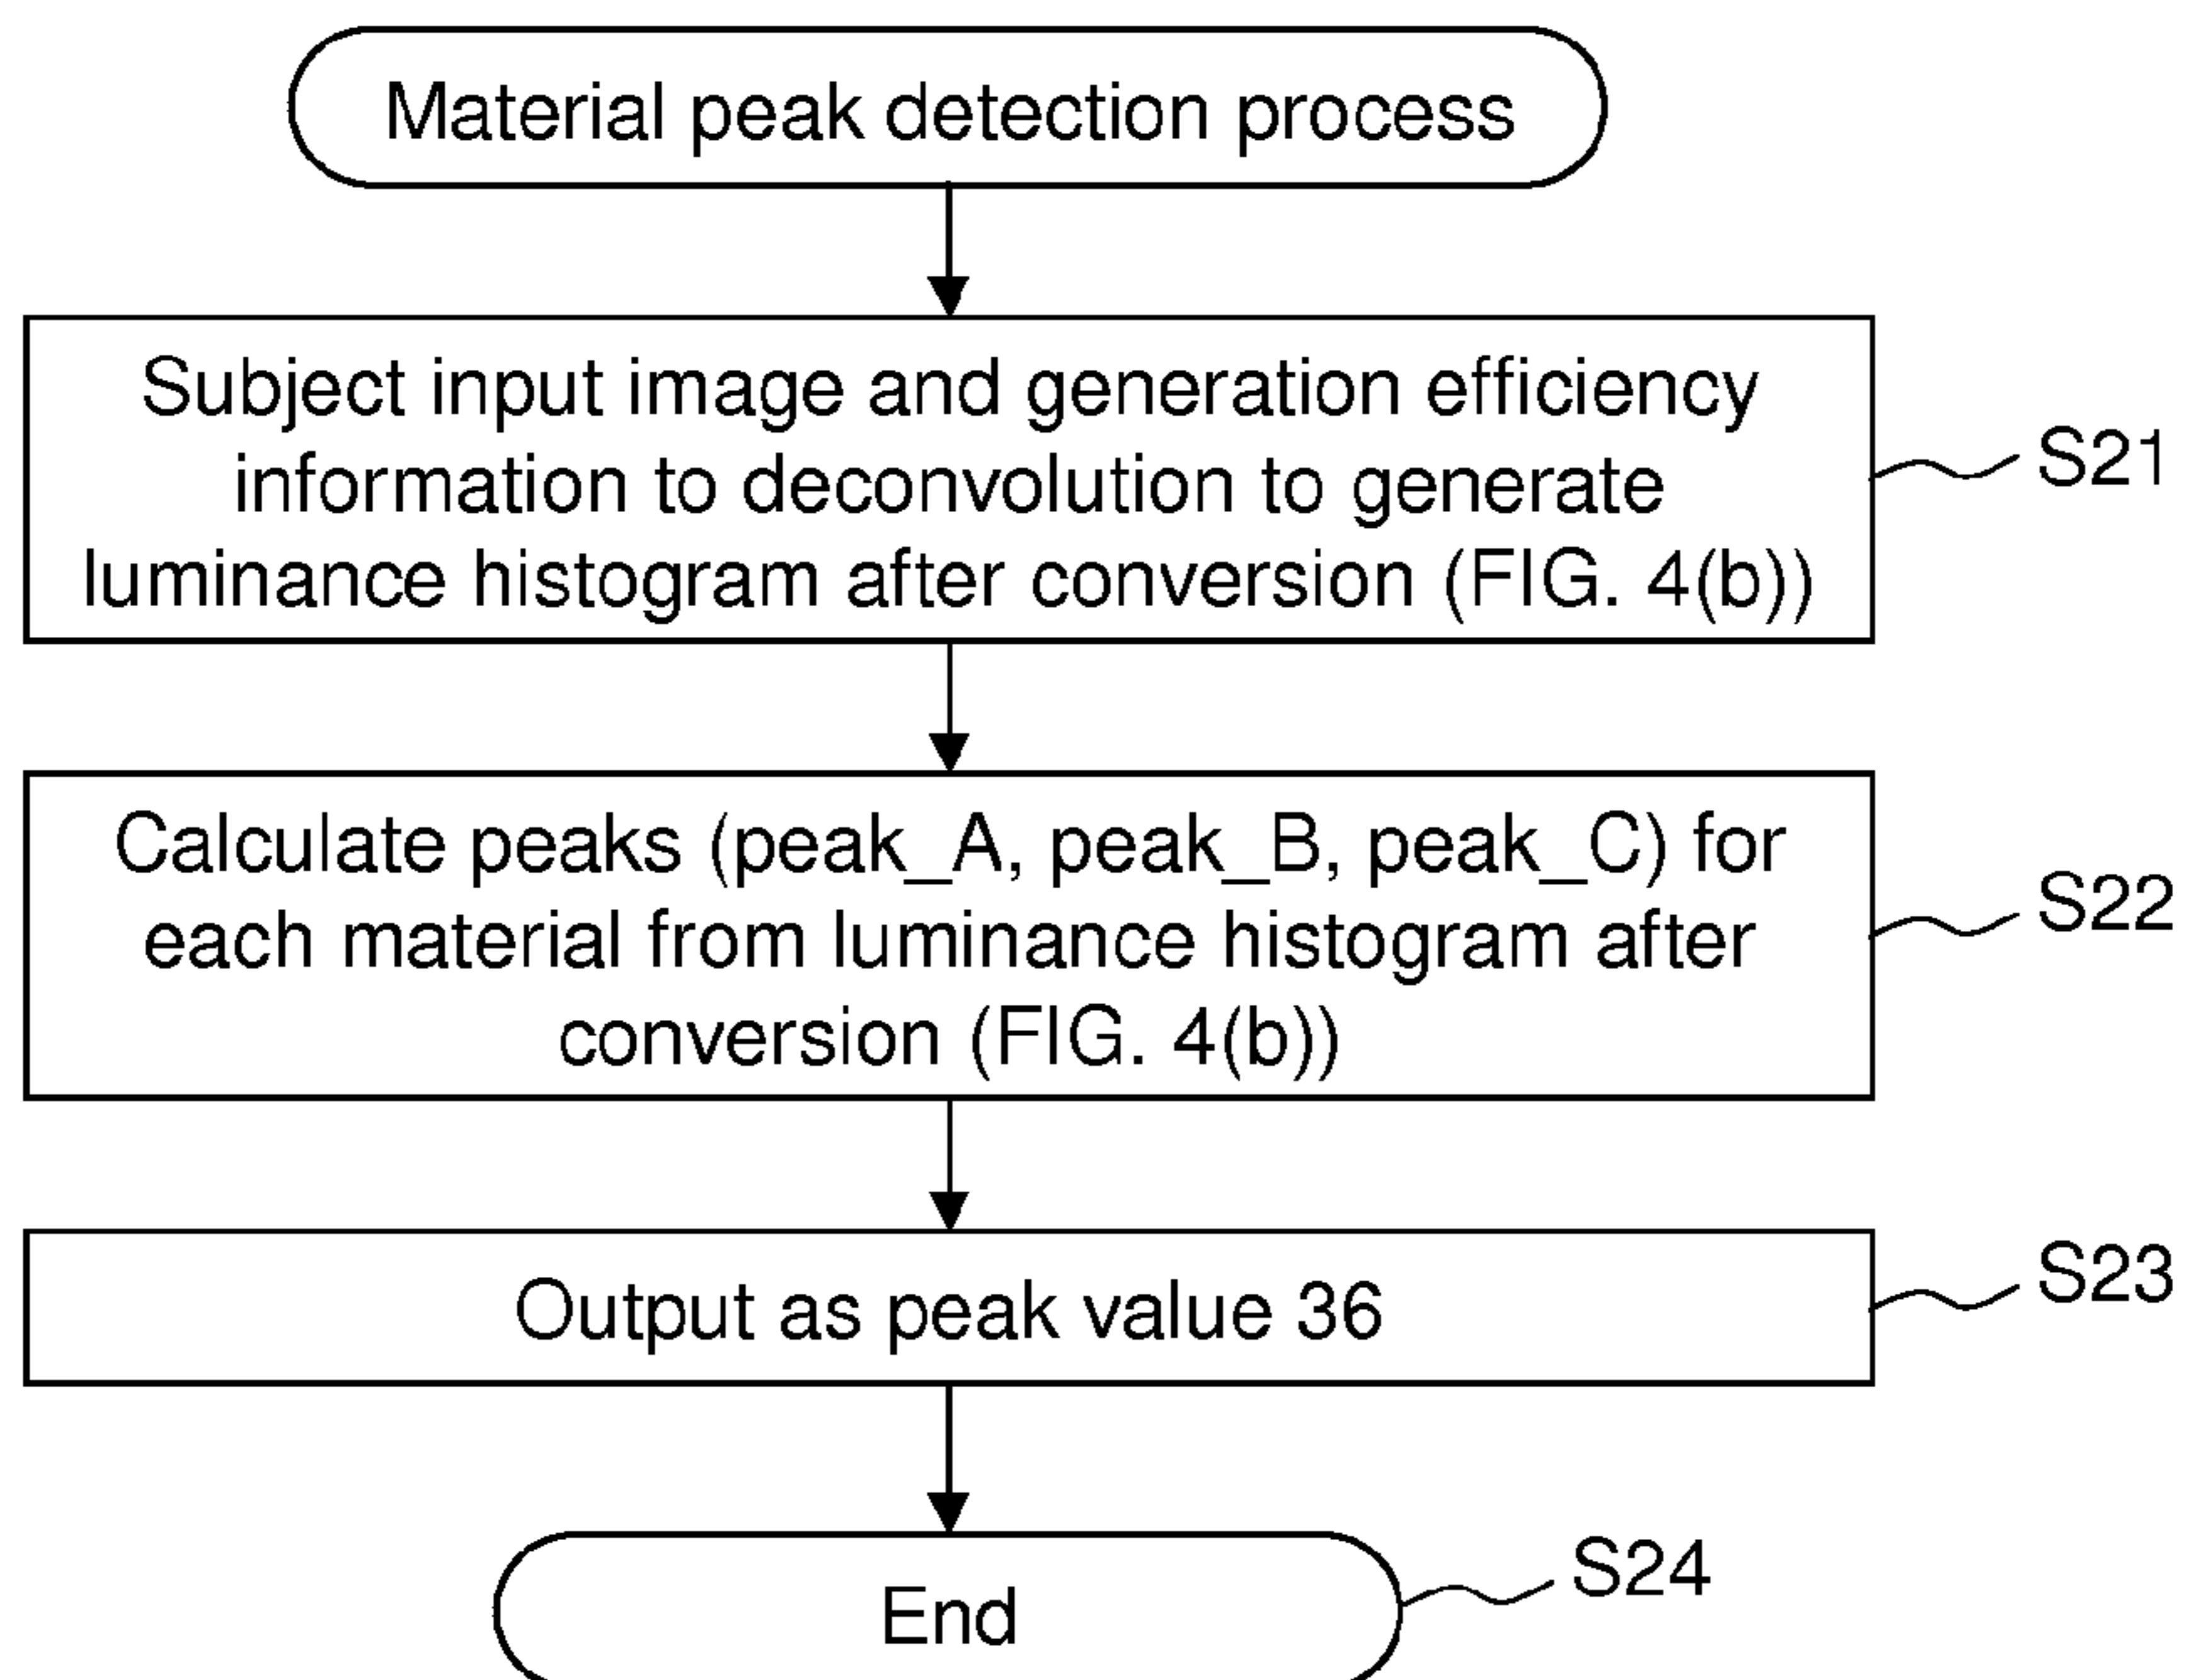 Material peak detection process
Subject input image and generation efficiency
information to deconvolution to generate
luminance histogram after conversion (FIG. 4(b))
S21
Calculate peaks (peak_A, peak_B, peak_C) for
each material from luminance histogram after
conversion (FIG. 4(b))
S22
Output as peak value 36
S23
End
S24